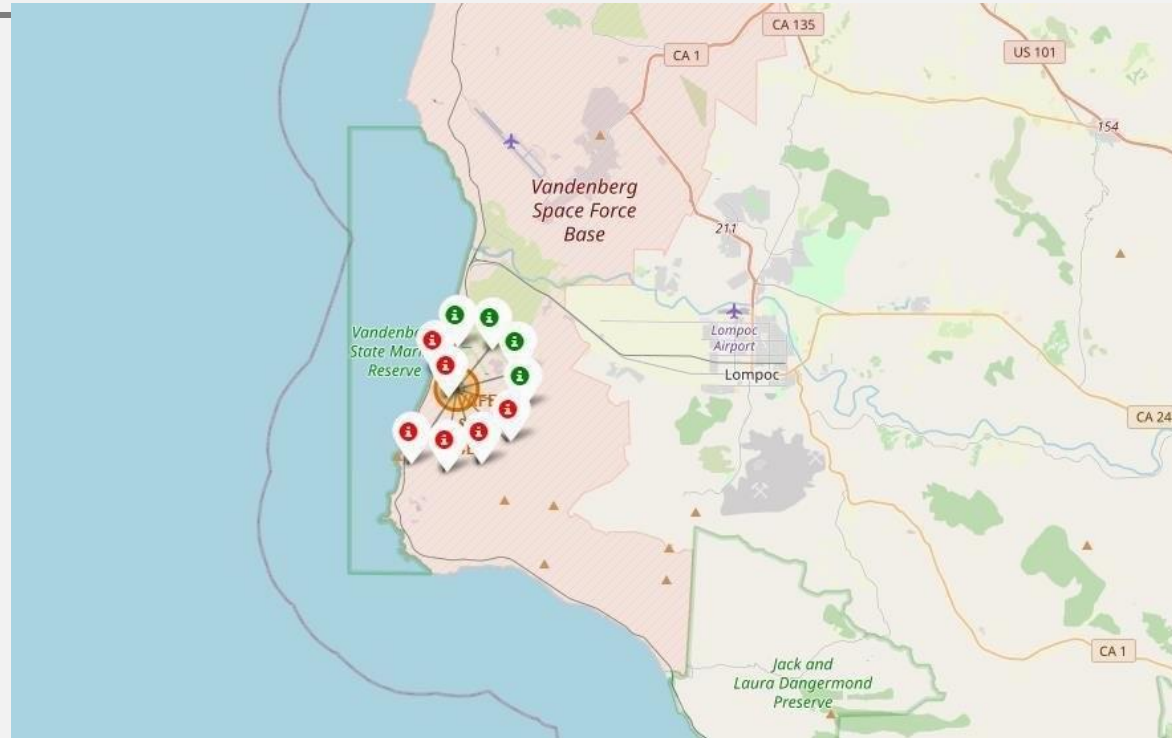 CA 135
CA 1
US 101
154
Vandenberg
Space Force
Base
211
Vandenbe
State Mar
Reserve
Lompoc
Airport
Lompoc
CA 24
CA 1
Jack and
Laura Dangermond
Preserve